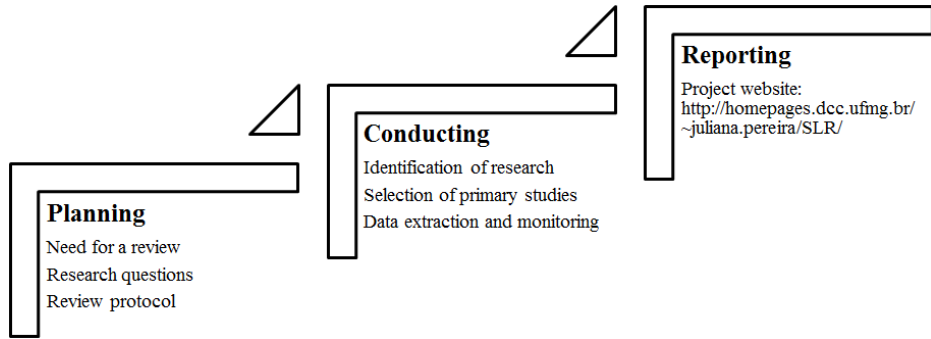 Planning
Need for a review
Research questions
Review protocol
Conducting
Identification of research
Selection of primary studies
Data extraction and monitoring
Reporting
Project website:
http://homepages.dcc.ufmg.br/
~juliana.pereira/SLR/